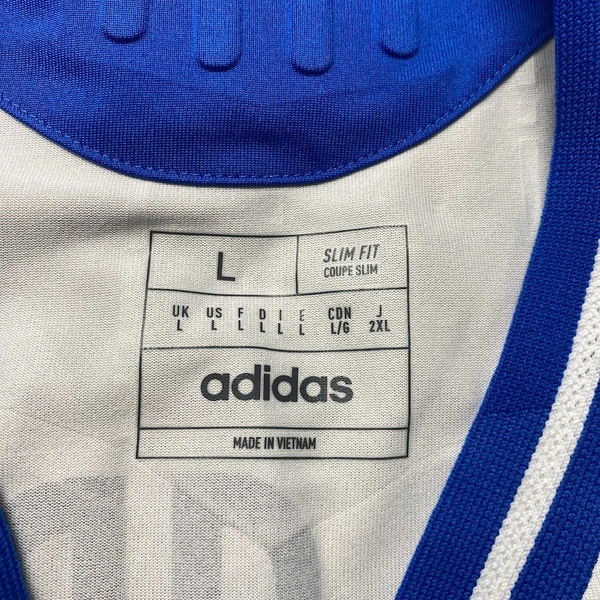 L
SLIM FIT
COUPE SLIM
UK US F D I E CDN J
L L L L L L L/G 2XL
adidas
MADE IN VIETNAM